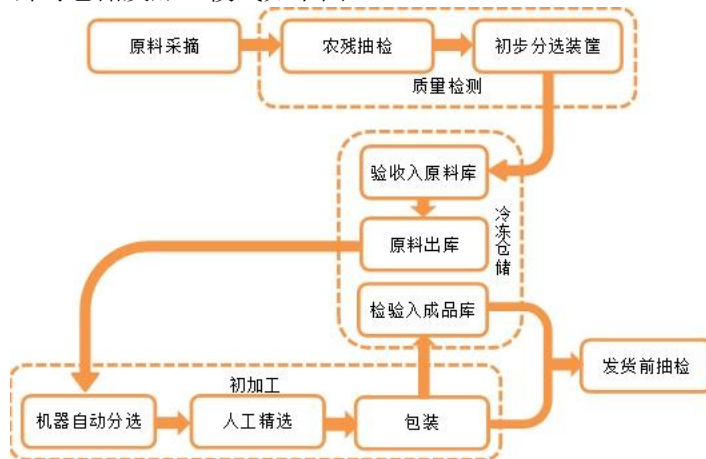 原料采摘
农残抽检
初步分选装筐
质量检测
验收入原料库
原料出库
冷冻仓储
检验入成品库
发货前抽检
初加工
机器自动分选
人工精选
包装